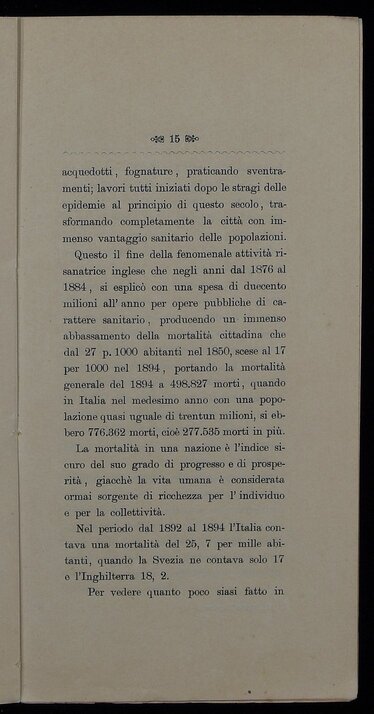 15
acquedotti, fognature, praticando sventra-
menti; lavori tutti iniziati dopo le stragi delle
epidemie al principio di questo secolo, tra-
sformando completamente la città con im-
menso vantaggio sanitario delle popolazioni.
Questo il fine della fenomenale attività ri-
sanatrice inglese che negli anni dal 1876 al
1884, si esplicò con una spesa di duecento
milioni all'anno per opere pubbliche di ca-
rattere sanitario, producendo un immenso
abbassamento della mortalità cittadina che
dal 27 p. 1000 abitanti nel 1850, scese al 17
per 1000 nel 1894, portando la mortalità
generale del 1894 a 498.827 morti, quando
in Italia nel medesimo anno con una popo-
lazione quasi uguale di trentun milioni, si eb-
bero 776.362 morti, cioè 277.535 morti in più.
La mortalità in una nazione è l'indice si-
curo del suo grado di progresso e di prospe-
rità, giacchè la vita umana è considerata
ormai sorgente di ricchezza per l'individuo
e per la collettività.
Nel periodo dal 1892 al 1894 l'Italia con-
tava una mortalità del 25, 7 per mille abi-
tanti, quando la Svezia ne contava solo 17
e l'Inghilterra 18, 2.
Per vedere quanto poco siasi fatto in